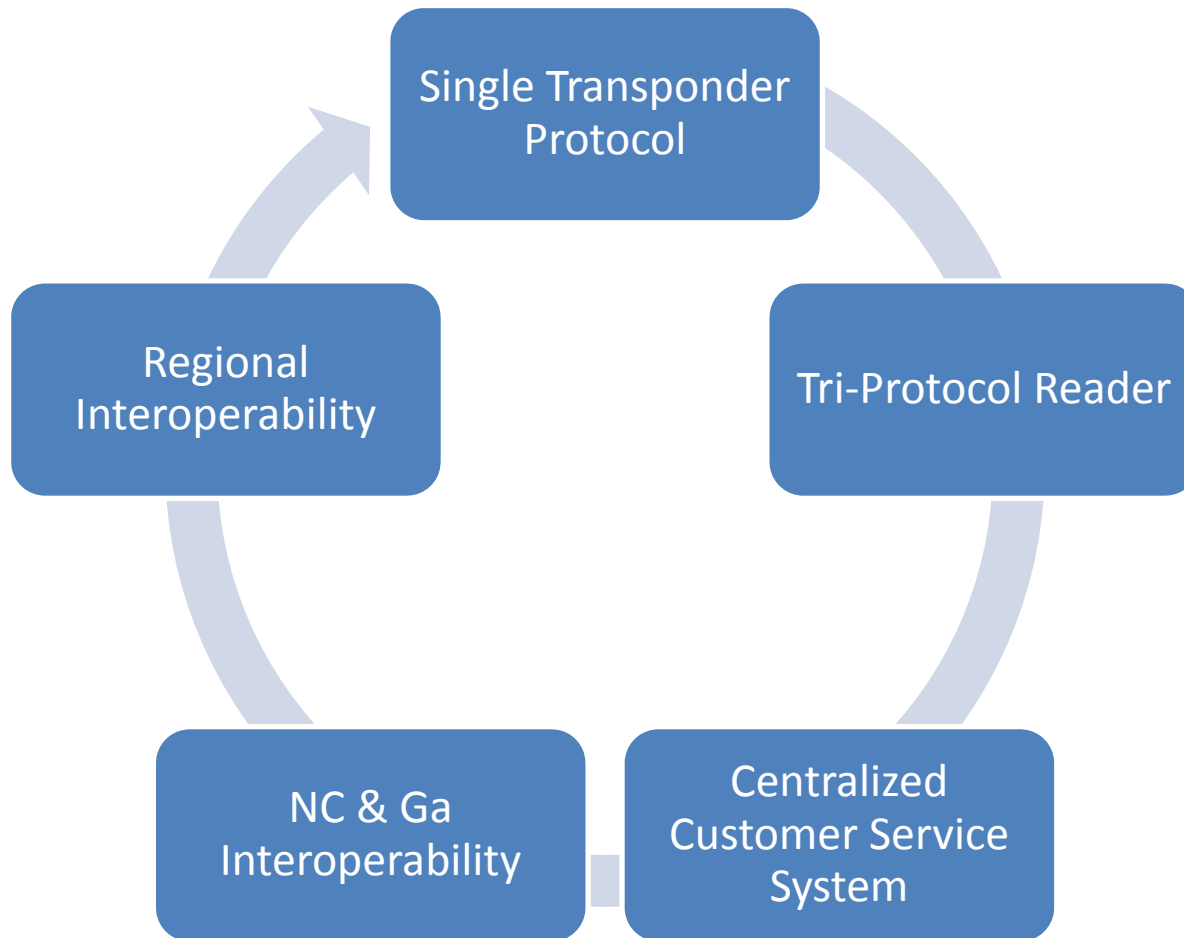 Single Transponder
Protocol
Tri-Protocol Reader
Centralized
Customer Service
System
NC & Ga
Interoperability
Regional
Interoperability